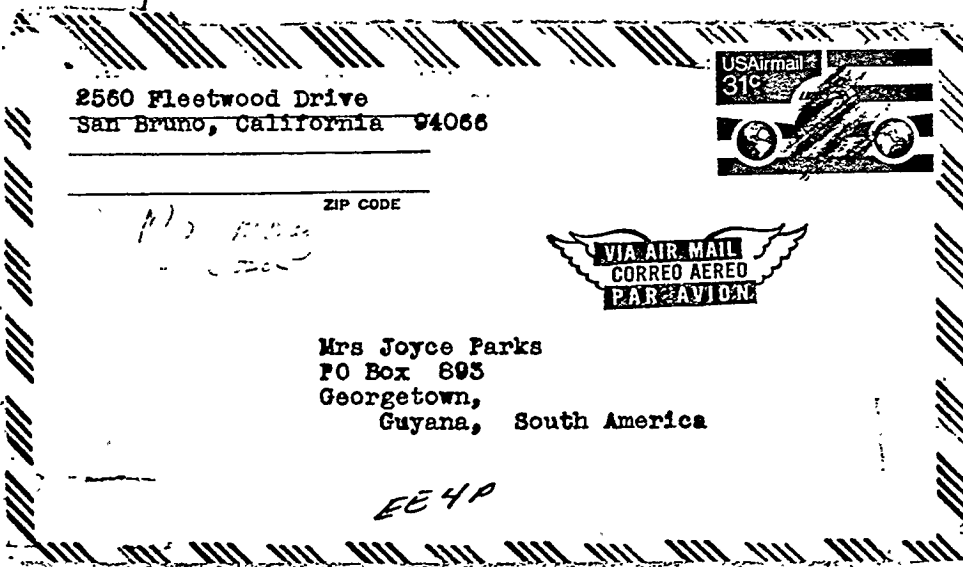 2560 Fleetwood Drive
San Bruno, California 94066
ZIP CODE
USAirmail
31¢
VIA AIR MAIL
CORREO AEREO
PAR AVION
Mrs Joyce Parks
PO Box 893
Georgetown,
Guyana, South America
EE4P